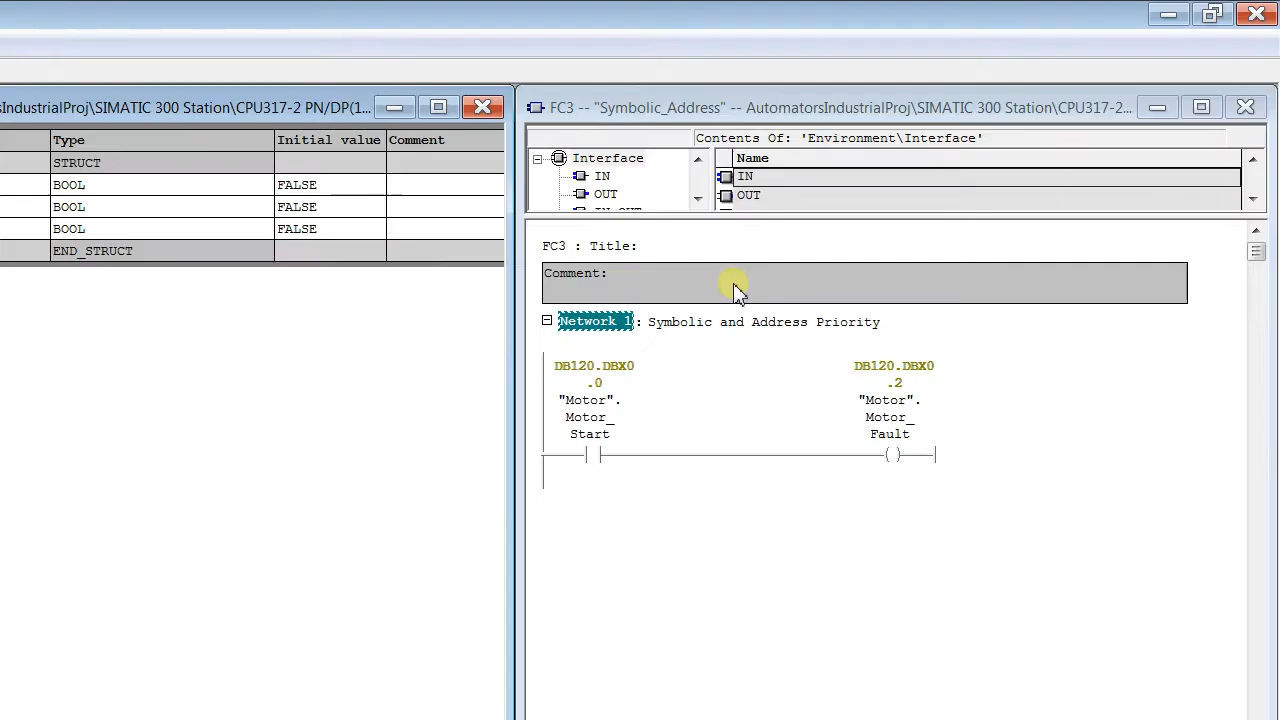 sIndustrialProj\SIMATIC 300 Station\CPU317-2 PN/DP(1...
Type Initial value Comment
STRUCT
BOOL FALSE
BOOL FALSE
BOOL FALSE
END_STRUCT
FC3 -- "Symbolic_Address" -- AutomatorsIndustrialProj\SIMATIC 300 Station\CPU317-2...
Contents Of: 'Environment\Interface'
Interface
IN
OUT
IN_OUT
Name
IN
OUT
FC3 : Title:
Comment:
Network 1: Symbolic and Address Priority
DB120.DBX0
.0
"Motor".
Motor_
Start
DB120.DBX0
.2
"Motor".
Motor_
Fault